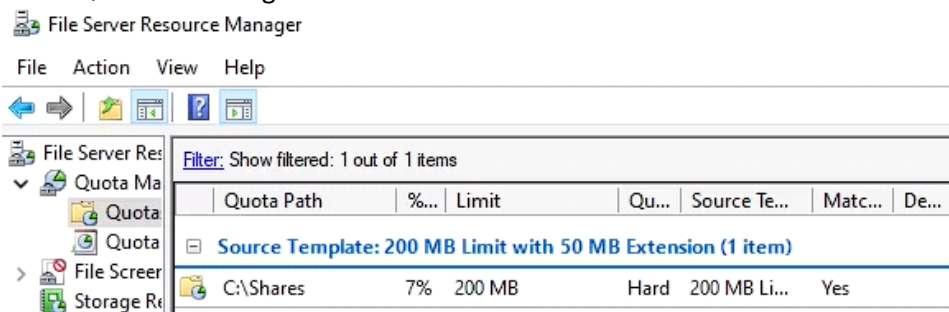 File Server Resource Manager
File Action View Help
File Server Res
Filter: Show filtered: 1 out of 1 items
Quota Ma
Quota Path %... Limit Qu... Source Te... Matc... De...
Quota
Quota
Source Template: 200 MB Limit with 50 MB Extension (1 item)
File Screer
C:\Shares 7% 200 MB Hard 200 MB Li... Yes
Storage Re